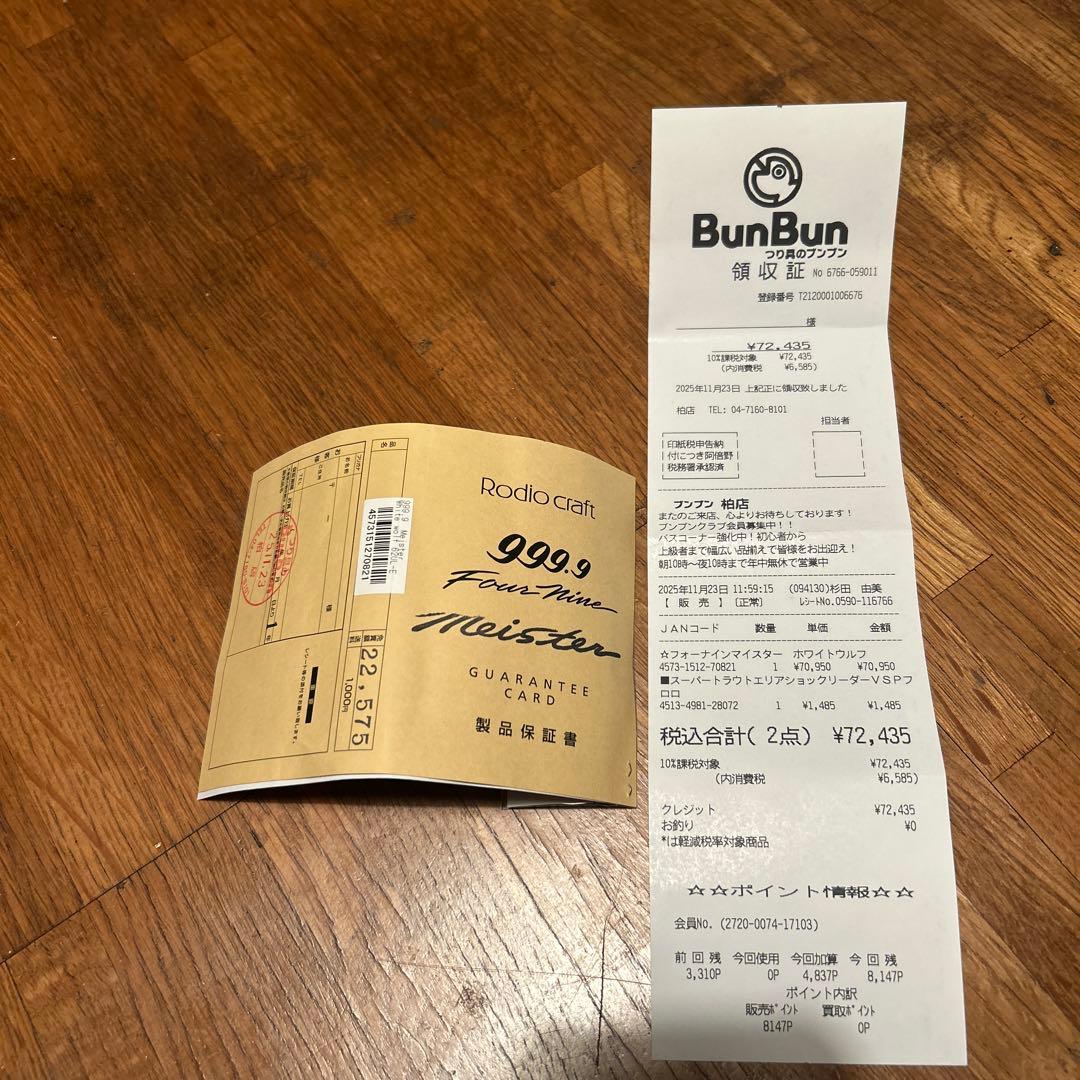 Rodio craft
999.9
Four Nine
Meister
GUARANTEE
CARD
製品保証書
999.9 Meister
White wolf 62UL-E
4573151270821
品名
22,575
1,000円
BunBun
つり具のブンブン
領収証 No 6766-059011
登録番号 T2120001006676
様
¥72,435
10%課税対象 ¥72,435
(内消費税 ¥6,585)
2025年11月23日 上記正に領収致しました
柏店 TEL: 04-7160-8101
担当者
印紙税申告納
付につき阿倍野
税務署承認済
ブンブン 柏店
またのご来店、心よりお待ちしております!
ブンブンクラブ会員募集中!!
バスコーナー強化中!初心者から
上級者まで幅広い品揃えで皆様をお出迎え!
朝10時~夜10時まで年中無休で営業中
2025年11月23日 11:59:15 (094130)杉田 由美
【 販 売 】 [正常] レシートNo.0590-116766
JANコード 数量 単価 金額
☆フォーナインマイスター ホワイトウルフ
4573-1512-70821 1 ¥70,950 ¥70,950
■スーパートラウトエリアショックリーダーVSPフ
ロロ
4513-4981-28072 1 ¥1,485 ¥1,485
税込合計( 2点) ¥72,435
10%課税対象 ¥72,435
(内消費税 ¥6,585)
クレジット ¥72,435
お釣り ¥0
*は軽減税率対象商品
☆☆ポイント情報☆☆
会員No. (2720-0074-17103)
前回残 今回使用 今回加算 今回残
3,310P 0P 4,837P 8,147P
ポイント内訳
販売ポイント 買取ポイント
8147P 0P